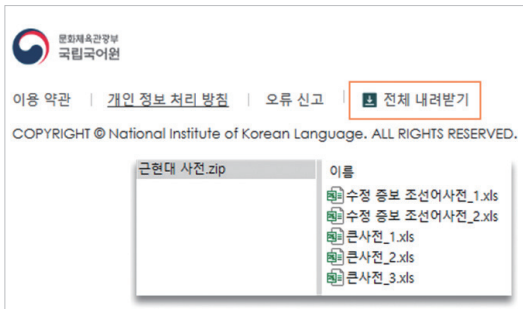 문화체육관광부
국립국어원
이용 약관 | 개인 정보 처리 방침 | 오류 신고 | 전체 내려받기
COPYRIGHT © National Institute of Korean Language. ALL RIGHTS RESERVED.
근현대 사전.zip
이름
수정 증보 조선어사전_1.xls
수정 증보 조선어사전_2.xls
큰사전_1.xls
큰사전_2.xls
큰사전_3.xls